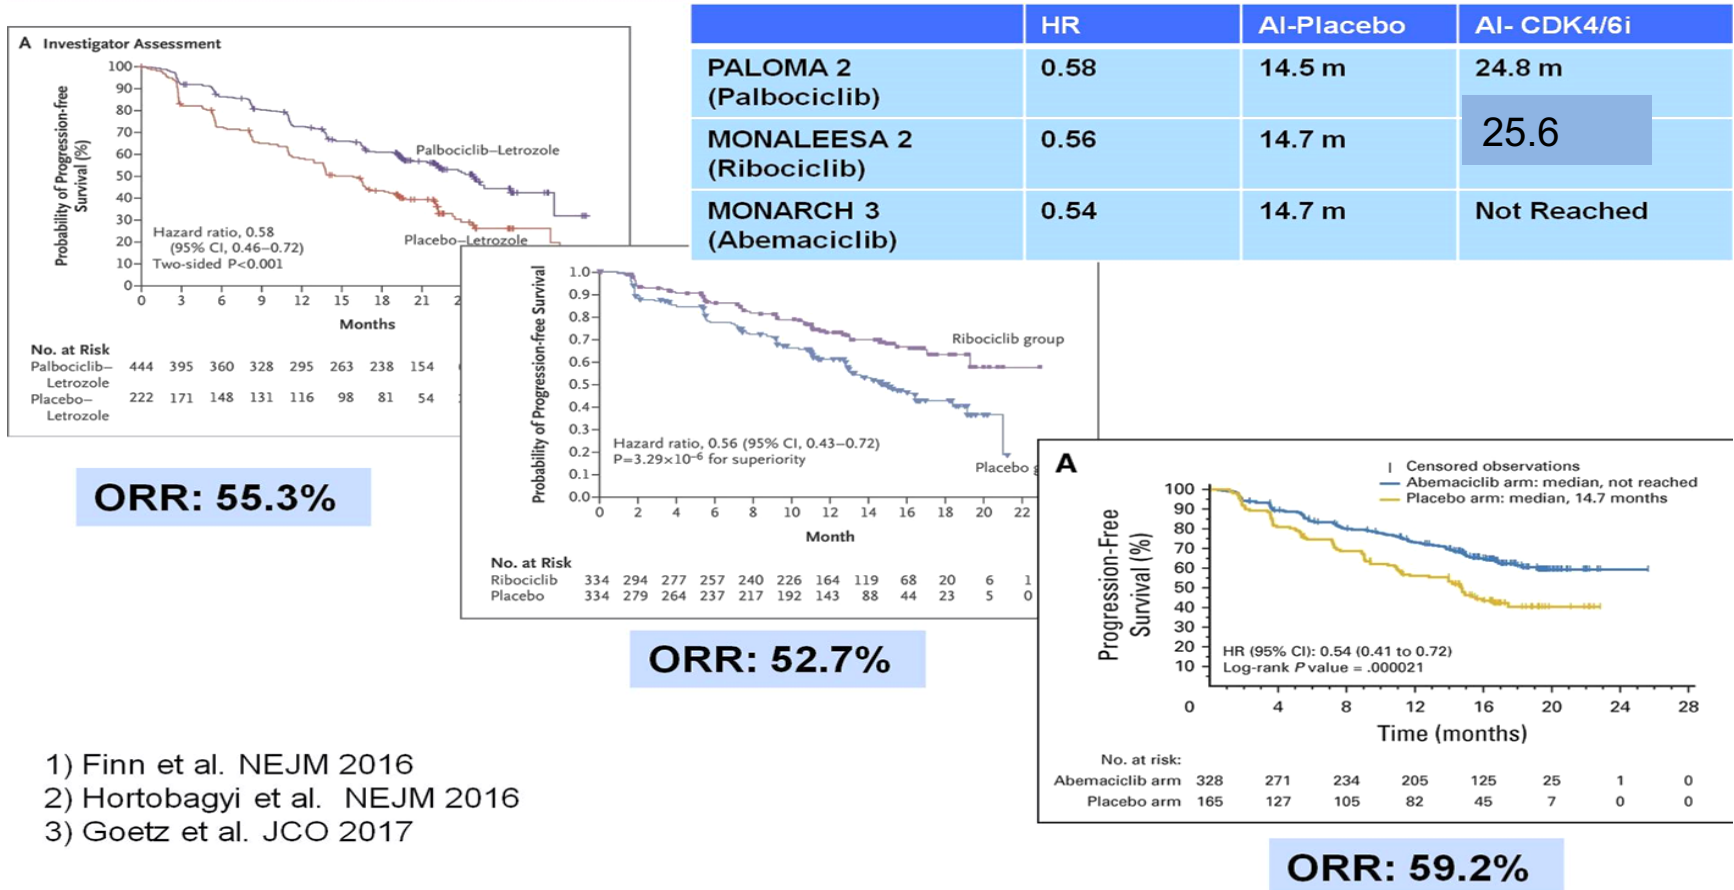 HR AI-Placebo AI- CDK4/6i
PALOMA 2 0.58 14.5 m 24.8 m
(Palbociclib)
MONALEESA 2 0.56 14.7 m 25.6
(Ribociclib)
MONARCH 3 0.54 14.7 m Not Reached
(Abemaciclib)
A Investigator Assessment
Probability of Progression-free
Survival (%)
100
90
80
70
60
50
40
30
20
10
0
Palbociclib–Letrozole
Placebo–Letrozole
Hazard ratio, 0.58
(95% CI, 0.46–0.72)
Two-sided P<0.001
0 3 6 9 12 15 18 21 2
Months
No. at Risk
Palbociclib– 444 395 360 328 295 263 238 154
Letrozole
Placebo– 222 171 148 131 116 98 81 54
Letrozole
ORR: 55.3%
Probability of Progression-free Survival
1.0
0.9
0.8
0.7
0.6
0.5
0.4
0.3
0.2
0.1
0.0
Ribociclib group
Placebo g
Hazard ratio, 0.56 (95% CI, 0.43–0.72)
P=3.29×10⁻⁶ for superiority
0 2 4 6 8 10 12 14 16 18 20 22
Month
No. at Risk
Ribociclib 334 294 277 257 240 226 164 119 68 20 6 1
Placebo 334 279 264 237 217 192 143 88 44 23 5 0
ORR: 52.7%
A
Censored observations
Abemaciclib arm: median, not reached
Placebo arm: median, 14.7 months
Progression-Free
Survival (%)
100
90
80
70
60
50
40
30
20
10
HR (95% CI): 0.54 (0.41 to 0.72)
Log-rank P value = .000021
0 4 8 12 16 20 24 28
Time (months)
No. at risk:
Abemaciclib arm 328 271 234 205 125 25 1 0
Placebo arm 165 127 105 82 45 7 0 0
ORR: 59.2%
1) Finn et al. NEJM 2016
2) Hortobagyi et al. NEJM 2016
3) Goetz et al. JCO 2017